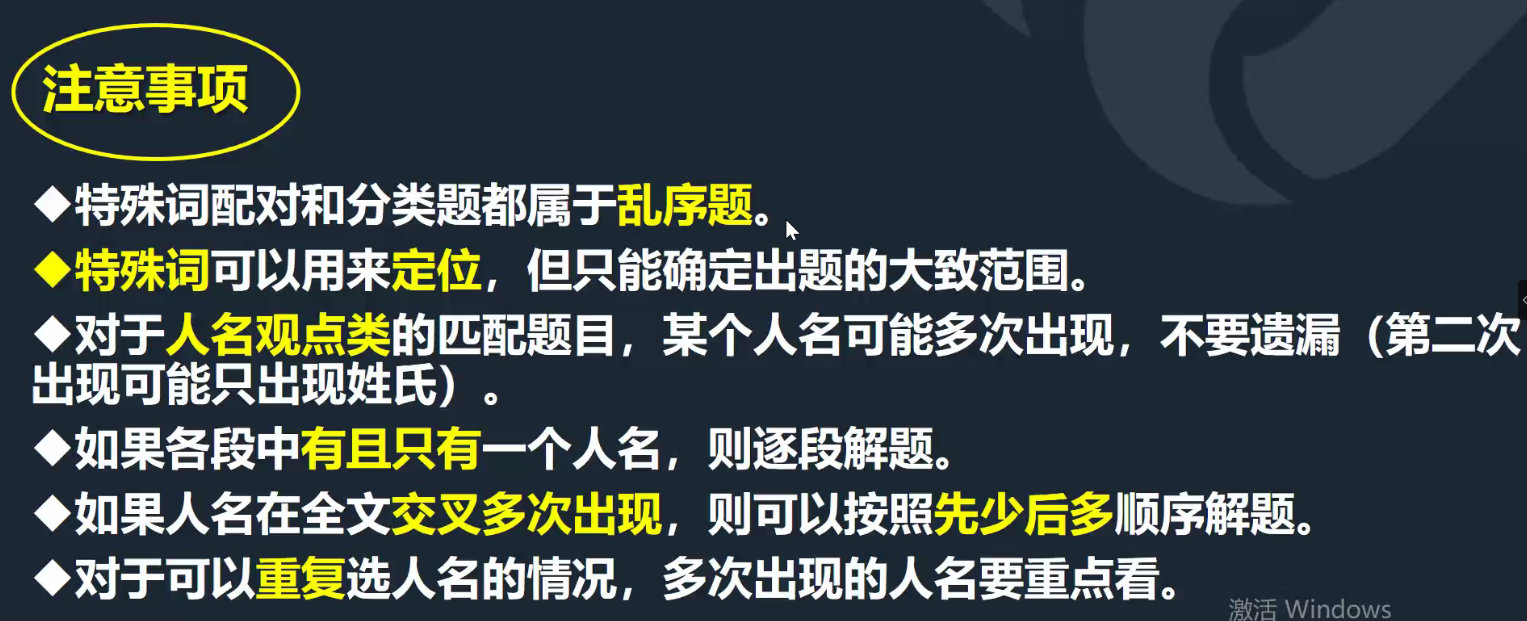 注意事项
◆特殊词配对和分类题都属于乱序题。
◆特殊词可以用来定位，但只能确定出题的大致范围。
◆对于人名观点类的匹配题目，某个人名可能多次出现，不要遗漏（第二次
出现可能只出现姓氏）。
◆如果各段中有且只有一个人名，则逐段解题。
◆如果人名在全文交叉多次出现，则可以按照先少后多顺序解题。
◆对于可以重复选人名的情况，多次出现的人名要重点看。
激活 Windows